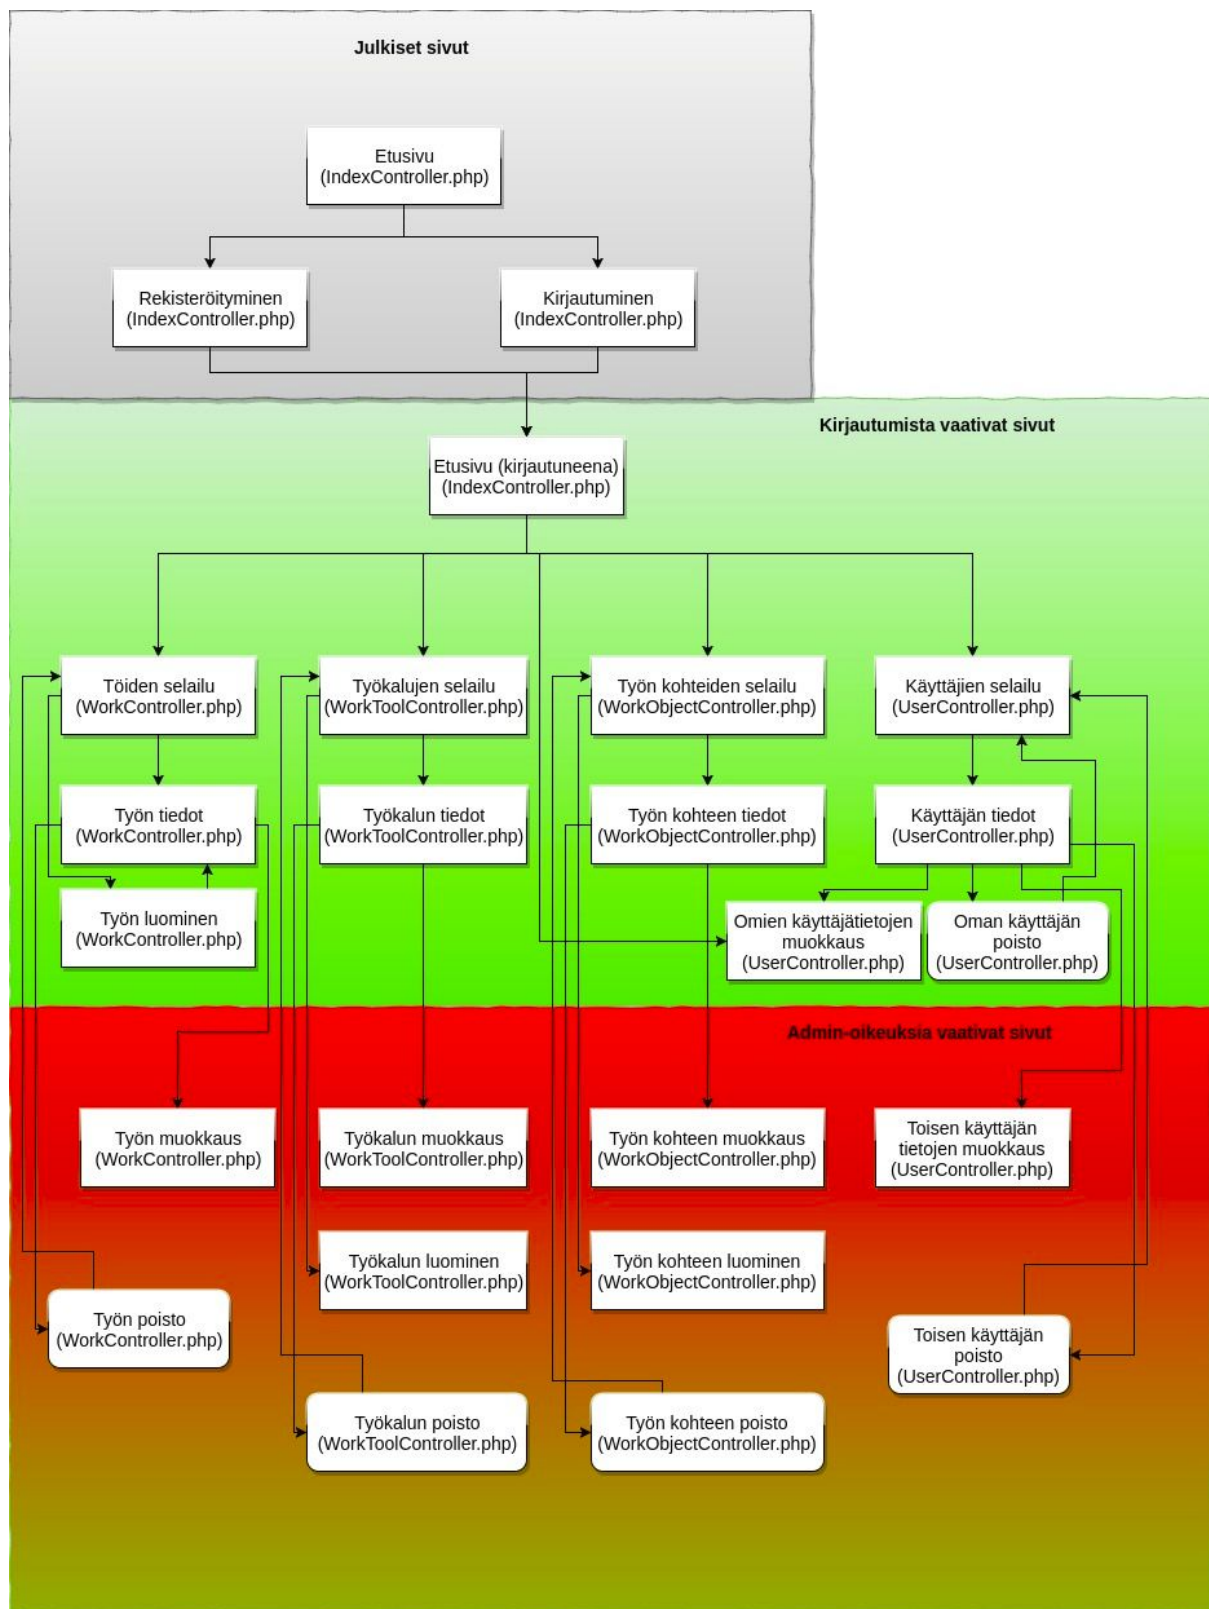 Julkiset sivut
Etusivu
(IndexController.php)
Rekisteröityminen
(IndexController.php)
Kirjautuminen
(IndexController.php)
Kirjautumista vaativat sivut
Etusivu (kirjautuneena)
(IndexController.php)
Töiden selailu
(WorkController.php)
Työkalujen selailu
(WorkToolController.php)
Työn kohteiden selailu
(WorkObjectController.php)
Käyttäjien selailu
(UserController.php)
Työn tiedot
(WorkController.php)
Työkalun tiedot
(WorkToolController.php)
Työn kohteen tiedot
(WorkObjectController.php)
Käyttäjän tiedot
(UserController.php)
Työn luominen
(WorkController.php)
Omien käyttäjätietojen
muokkaus
(UserController.php)
Oman käyttäjän
poisto
(UserController.php)
Admin-oikeuksia vaativat sivut
Työn muokkaus
(WorkController.php)
Työkalun muokkaus
(WorkToolController.php)
Työn kohteen muokkaus
(WorkObjectController.php)
Toisen käyttäjän
tietojen muokkaus
(UserController.php)
Työkalun luominen
(WorkToolController.php)
Työn kohteen luominen
(WorkObjectController.php)
Työn poisto
(WorkController.php)
Toisen käyttäjän
poisto
(UserController.php)
Työkalun poisto
(WorkToolController.php)
Työn kohteen poisto
(WorkObjectController.php)